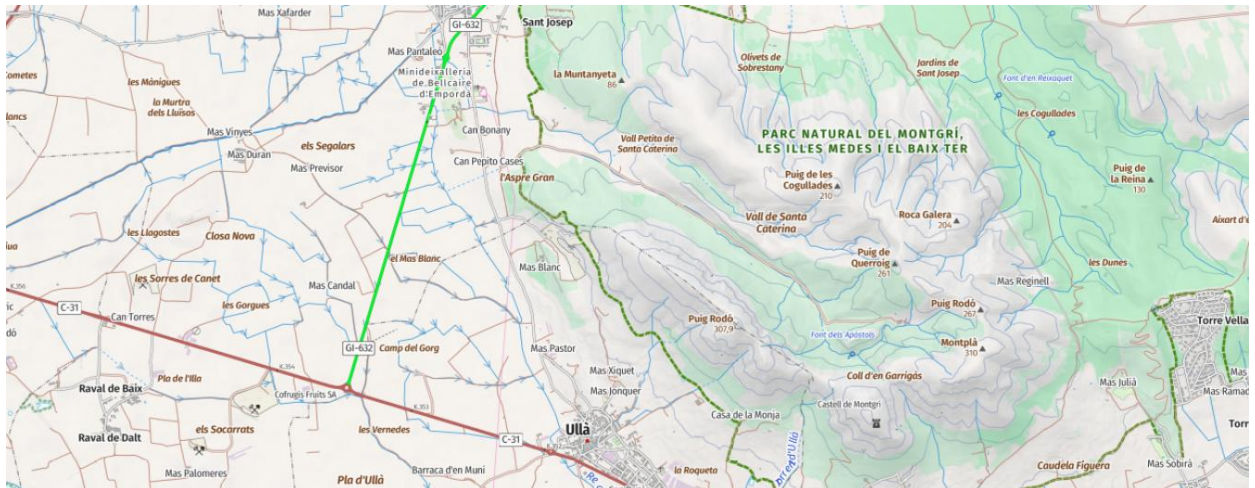 Mas Xafarder
GI-632
Sant Josep
C-31
Mas Pantaleo
Minideixalleria
de Bellcaire
d'Empordà
la Muntanyeta
86
Olivets de
Sobrestany
Jardins de
Sant Josep
Font d'en Reixaquet
les Cogullades
Cometes
les Mànigues
la Murtra
dels Lluïsos
Mas Vinyes
Mas Duran
els Segalars
Mas Previsor
Can Bonany
Can Pepito Cases
l'Aspre Gran
Vall Petita de
Santa Caterina
PARC NATURAL DEL MONTGRÍ,
LES ILLES MEDES I EL BAIX TER
Puig de les
Cogullades
210
Puig de
la Reina
130
Roca Galera
204
Vall de Santa
Caterina
les Llagostes
Closa Nova
el Mas Blanc
Mas Blanc
Puig de
Querroig
261
les Dunes
les Sorres de Canet
Mas Candal
Mas Reginell
K.356
C-31
les Gorgues
Can Torres
Puig Rodó
307,9
Puig Rodó
267
Font dels Apòstols
Montplà
310
Torre Vella
GI-632
Camp del Gorg
Mas Pastor
K.354
Pla de l'Illa
Cofrugis Fruits SA
Raval de Baix
Mas Xiquet
Mas Jonquer
Coll d'en Garrigàs
Mas Julià
K.353
Casa de la Monja
Castell de Montgrí
Raval de Dalt
els Socarrats
les Vernedes
C-31
Ullà
Mas Palomeres
Barraca d'en Muní
la Roqueta
Caudela Figuera
Mas Sobirà
Pla d'Ullà